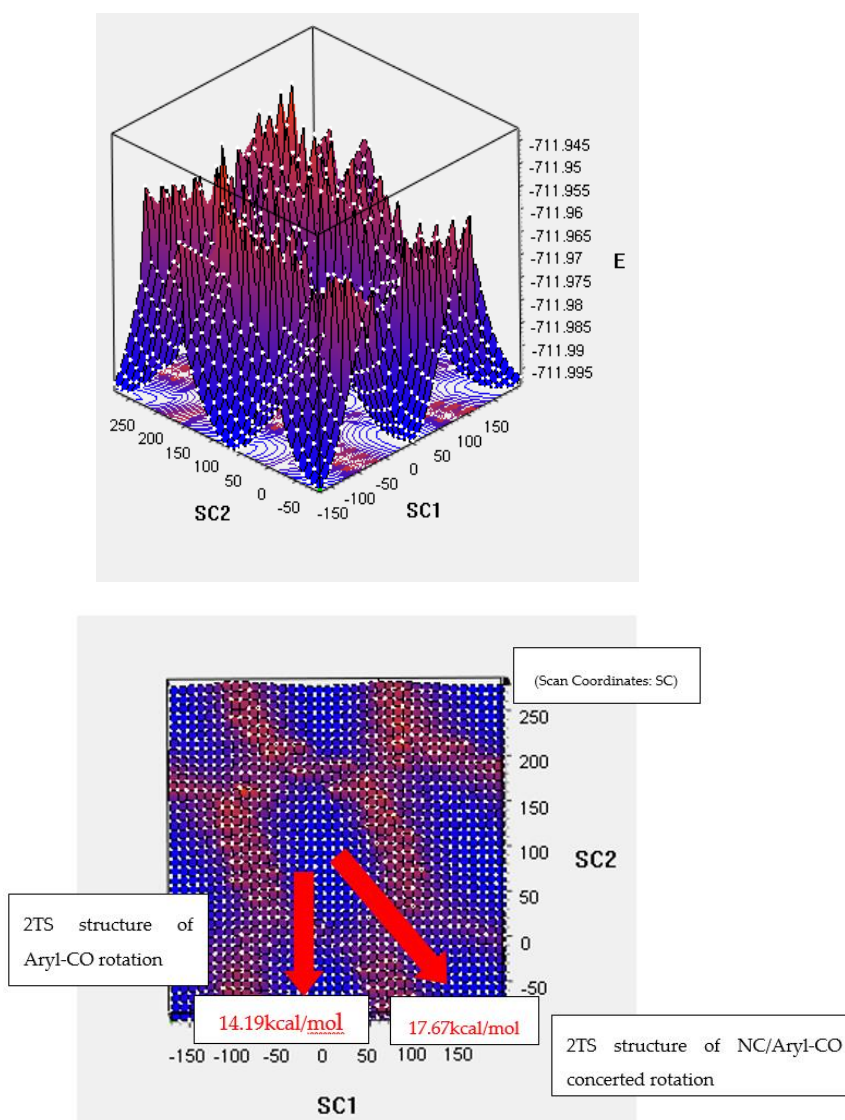 -711.945
-711.95
-711.955
-711.96
-711.965
-711.97
E
-711.975
-711.98
-711.985
-711.99
-711.995
250
200
150
100
50
0
-50
SC2
-150
-100
-50
0
50
100
150
SC1
(Scan Coordinates: SC)
250
200
150
100
50
0
-50
SC2
2TS structure of
Aryl-CO rotation
14.19kcal/mol
17.67kcal/mol
2TS structure of NC/Aryl-CO
concerted rotation
-150 -100 -50 0 50 100 150
SC1